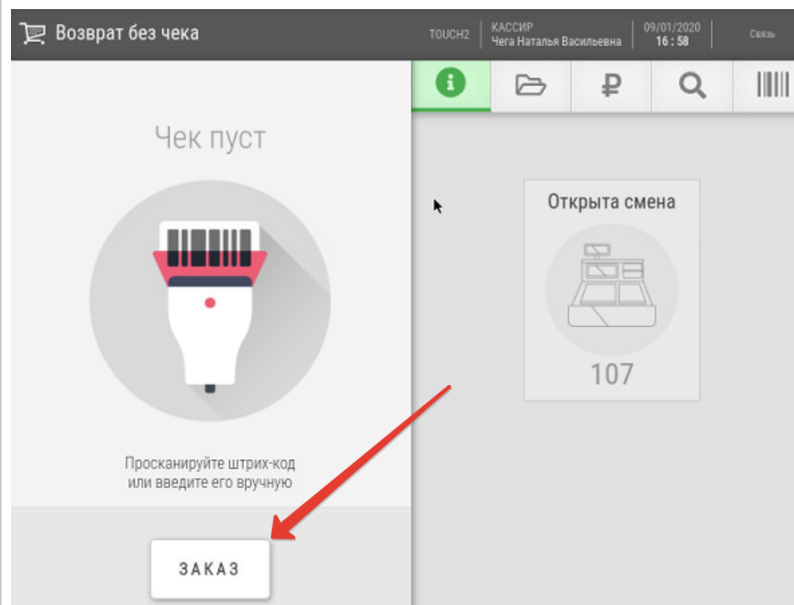 Возврат без чека
TOUCH2
КАССИР
Чега Наталья Васильевна
09/01/2020
16 : 58
Связь
Чек пуст
Просканируйте штрих-код
или введите его вручную
ЗАКАЗ
Открыта смена
107